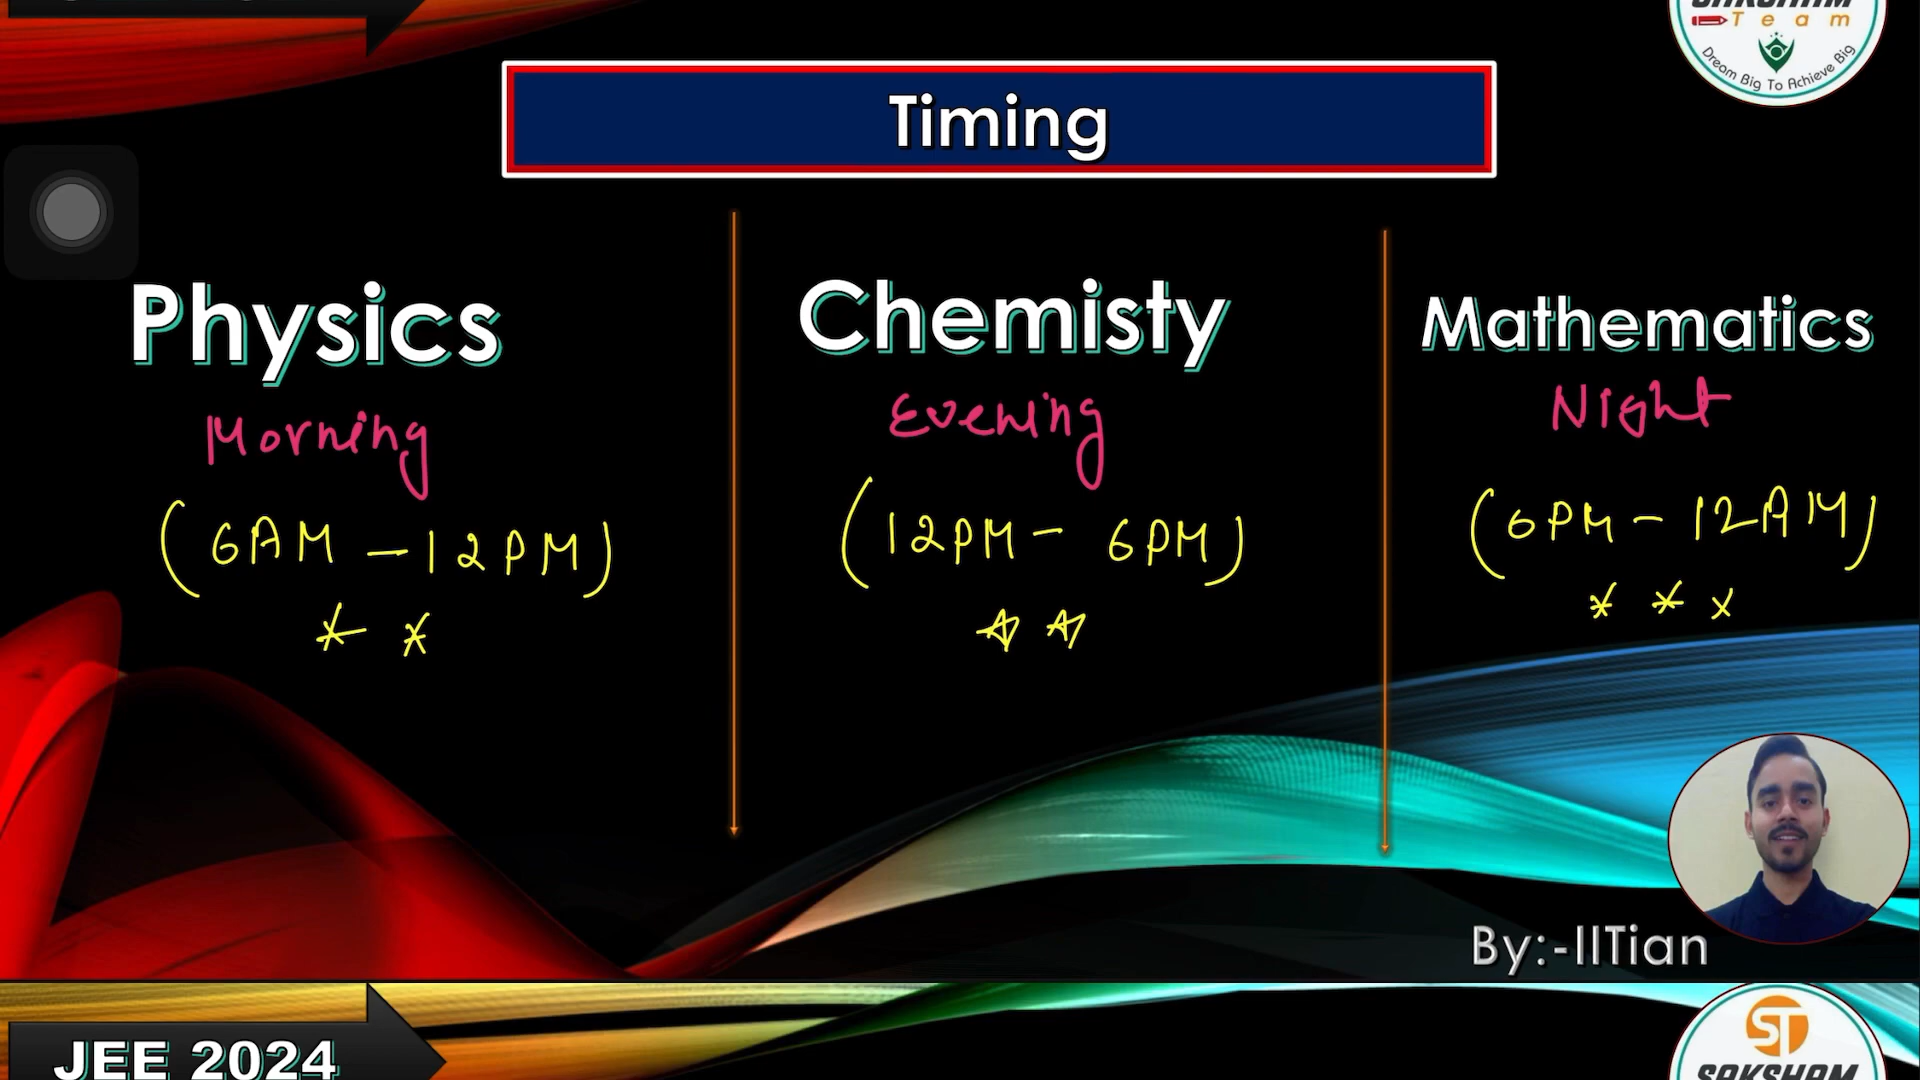 Team
Dream Big To Achieve Big
Timing
Physics
Morning
(6AM - 12PM)
Chemisty
Evening
(12PM - 6PM)
Mathematics
Night
(6PM - 12AM)
By:-IITian
JEE 2024
ST
SAKSHAM